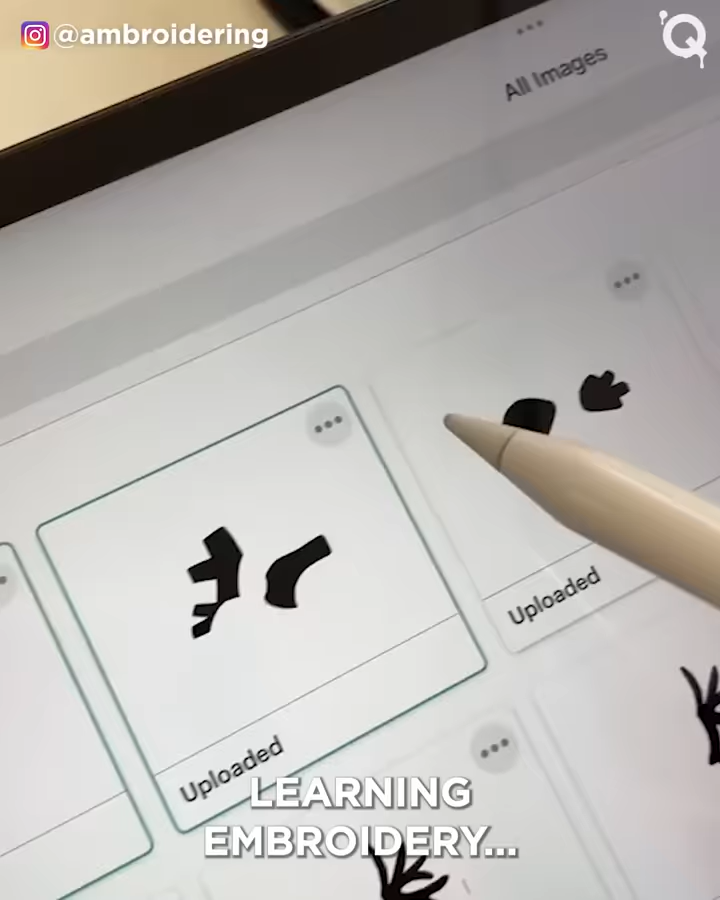 @ambroidering
Q
All Images
Uploaded
Uploaded
LEARNING
EMBROIDERY...